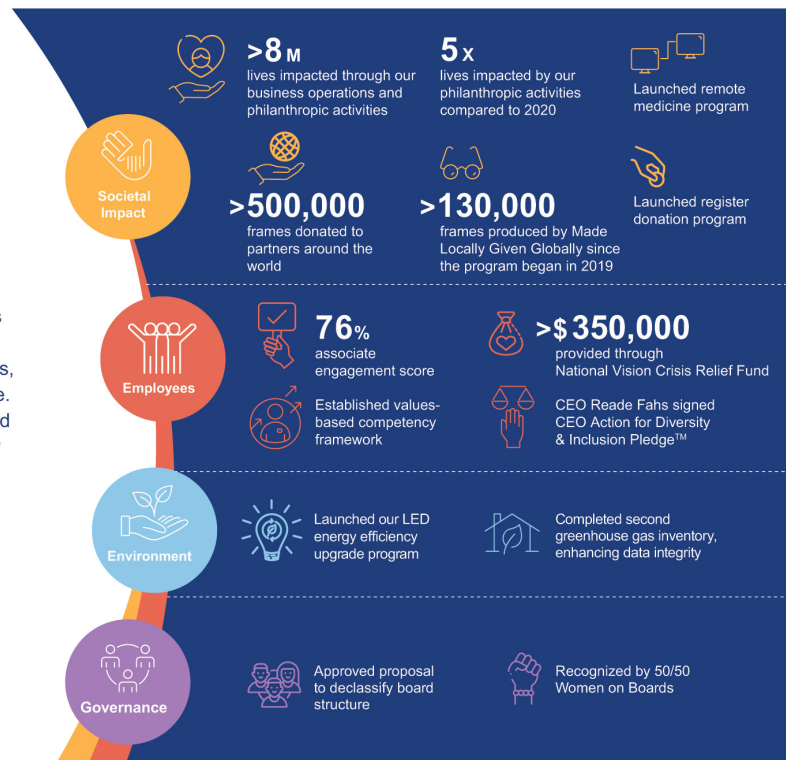 Societal
Impact
>8 M
lives impacted through our
business operations and
philanthropic activities
5 x
lives impacted by our
philanthropic activities
compared to 2020
Launched remote
medicine program
>500,000
frames donated to
partners around the
world
>130,000
frames produced by Made
Locally Given Globally since
the program began in 2019
Launched register
donation program
s
s,
e.
d
Employees
76%
associate
engagement score
>$ 350,000
provided through
National Vision Crisis Relief Fund
Established values-
based competency
framework
CEO Reade Fahs signed
CEO Action for Diversity
& Inclusion Pledge™
Environment
Launched our LED
energy efficiency
upgrade program
Completed second
greenhouse gas inventory,
enhancing data integrity
Governance
Approved proposal
to declassify board
structure
Recognized by 50/50
Women on Boards